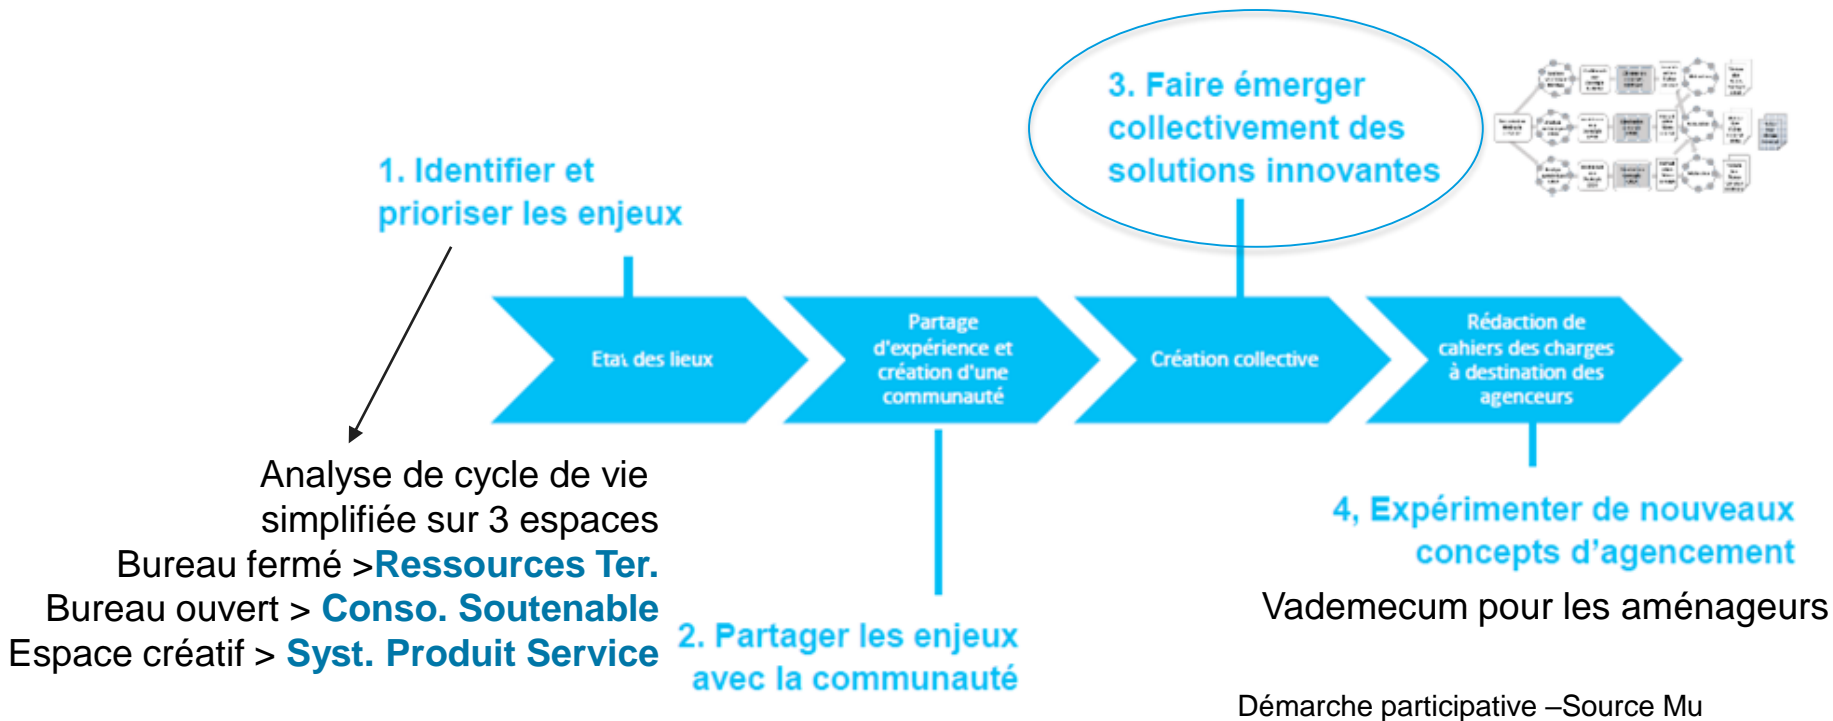 3. Faire émerger
collectivement des
solutions innovantes
1. Identifier et
prioriser les enjeux
Etat des lieux
Partage
d'expérience et
création d'une
communauté
Création collective
Rédaction de
cahiers des charges
à destination des
agenceurs
Analyse de cycle de vie
simplifiée sur 3 espaces
Bureau fermé >Ressources Ter.
Bureau ouvert > Conso. Soutenable
Espace créatif > Syst. Produit Service
2. Partager les enjeux
avec la communauté
4, Expérimenter de nouveaux
concepts d'agencement
Vademecum pour les aménageurs
Démarche participative –Source Mu